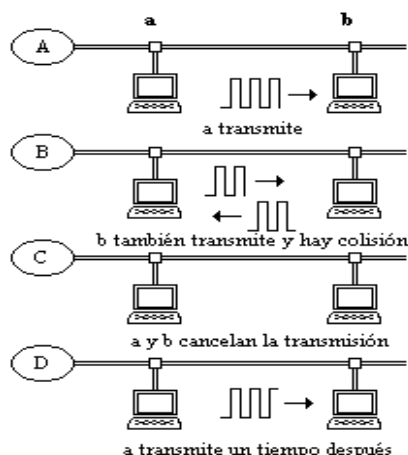 a b
A
a transmite
B
b también transmite y hay colisión
C
a y b cancelan la transmisión
D
a transmite un tiempo después